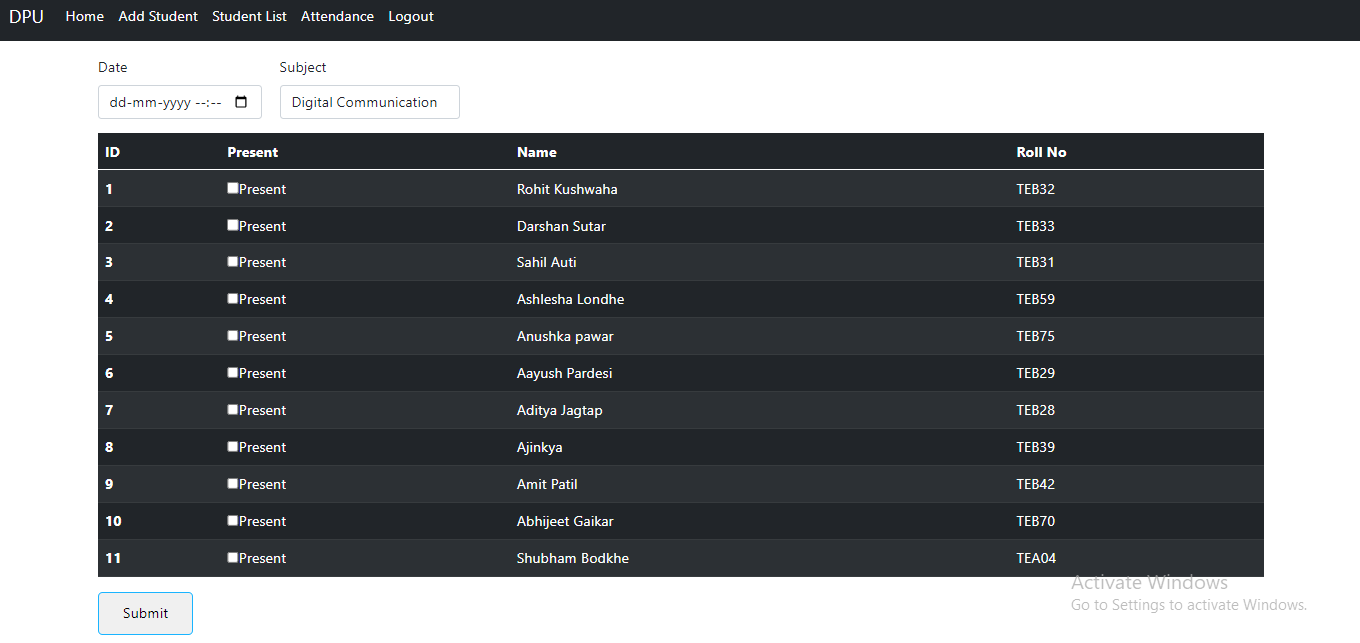 DPU Home Add Student Student List Attendance Logout
Date Subject
dd-mm-yyyy --:-- Digital Communication
ID Present Name Roll No
1 Present Rohit Kushwaha TEB32
2 Present Darshan Sutar TEB33
3 Present Sahil Auti TEB31
4 Present Ashlesha Londhe TEB59
5 Present Anushka pawar TEB75
6 Present Aayush Pardesi TEB29
7 Present Aditya Jagtap TEB28
8 Present Ajinkya TEB39
9 Present Amit Patil TEB42
10 Present Abhijeet Gaikar TEB70
11 Present Shubham Bodkhe TEA04
Activate Windows
Go to Settings to activate Windows.
Submit